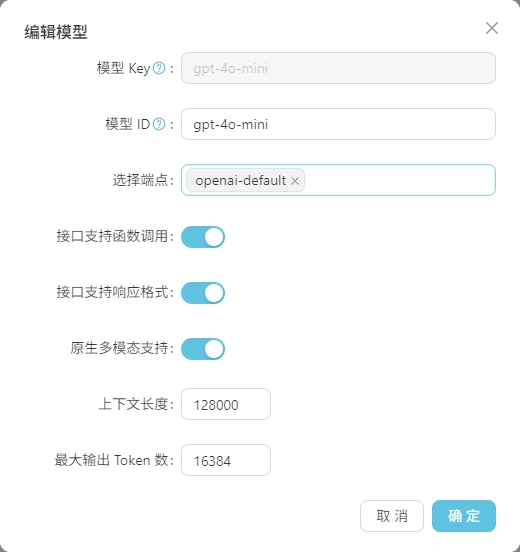 编辑模型
模型 Key ? :
gpt-4o-mini
模型 ID ? :
gpt-4o-mini
选择端点:
openai-default ×
接口支持函数调用:
接口支持响应格式:
原生多模态支持:
上下文长度:
128000
最大输出 Token 数:
16384
取 消
确 定